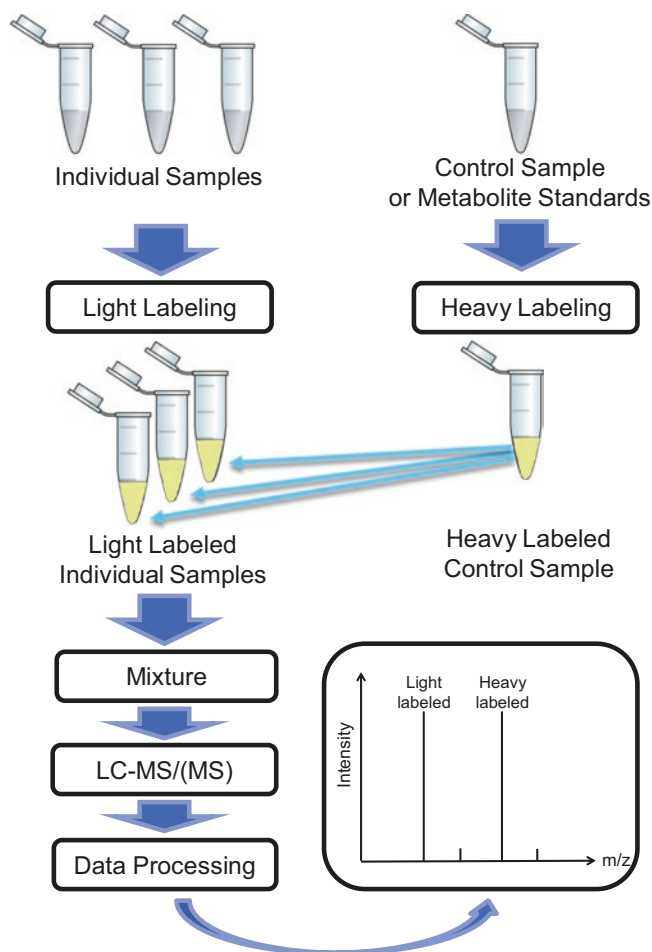 Individual Samples
Control Sample
or Metabolite Standards
Light Labeling
Heavy Labeling
Light Labeled
Individual Samples
Heavy Labeled
Control Sample
Mixture
LC-MS/(MS)
Data Processing
Light
labeled
Heavy
labeled
Intensity
m/z